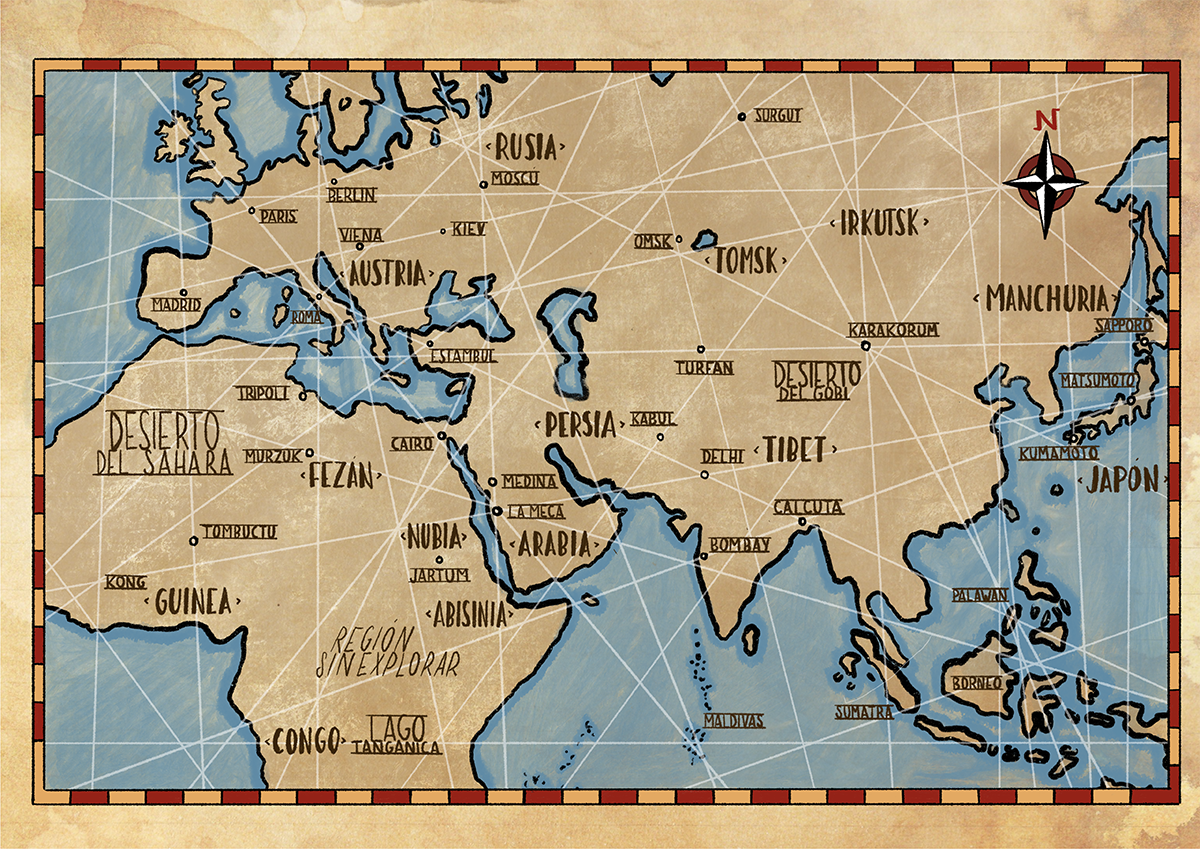 N
SURGUT
RUSIA
MOSCÚ
BERLIN
PARIS
VIENA
KIEV
IRKUTSK
OMSK
TOMSK
AUSTRIA
MADRID
ROMA
MANCHURIA
SAPPORO
ESTAMBUL
KARAKORUM
TURFAN
DESIERTO
DEL GOBI
MATSUMOTO
TRIPOLI
DESIERTO
DEL SAHARA
PERSIA
KABUL
CAIRO
MURZUK
FEZÁN
DELHI
TIBET
KUMAMOTO
JAPÓN
MEDINA
LA MECA
CALCUTA
TOMBUCTU
NUBIA
ARABIA
BOMBAY
JARTUM
KONG
GUINEA
ABISINIA
PALAWAN
REGIÓN
SIN EXPLORAR
BORNEO
SUMATRA
MALDIVAS
CONGO
LAGO
TANGANICA